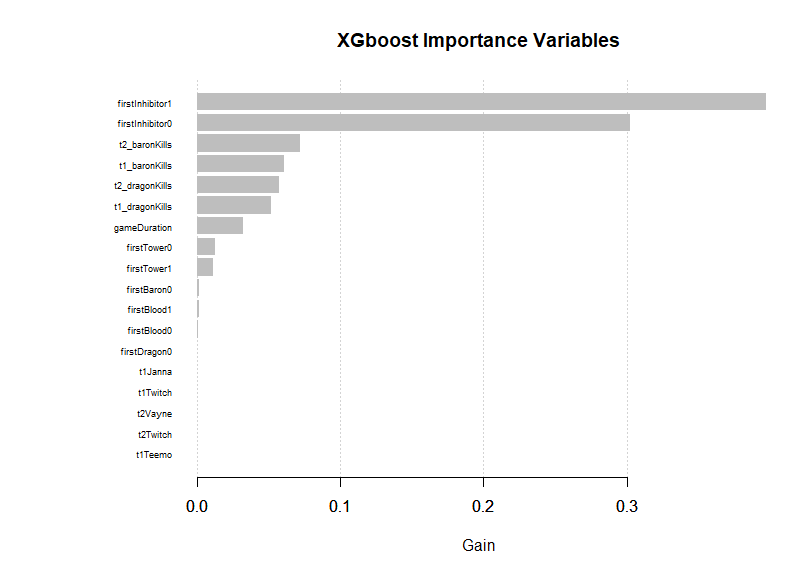 XGboost Importance Variables
firstInhibitor1
firstInhibitor0
t2_baronKills
t1_baronKills
t2_dragonKills
t1_dragonKills
gameDuration
firstTower0
firstTower1
firstBaron0
firstBlood1
firstBlood0
firstDragon0
t1Janna
t1Twitch
t2Vayne
t2Twitch
t1Teemo
0.0 0.1 0.2 0.3
Gain